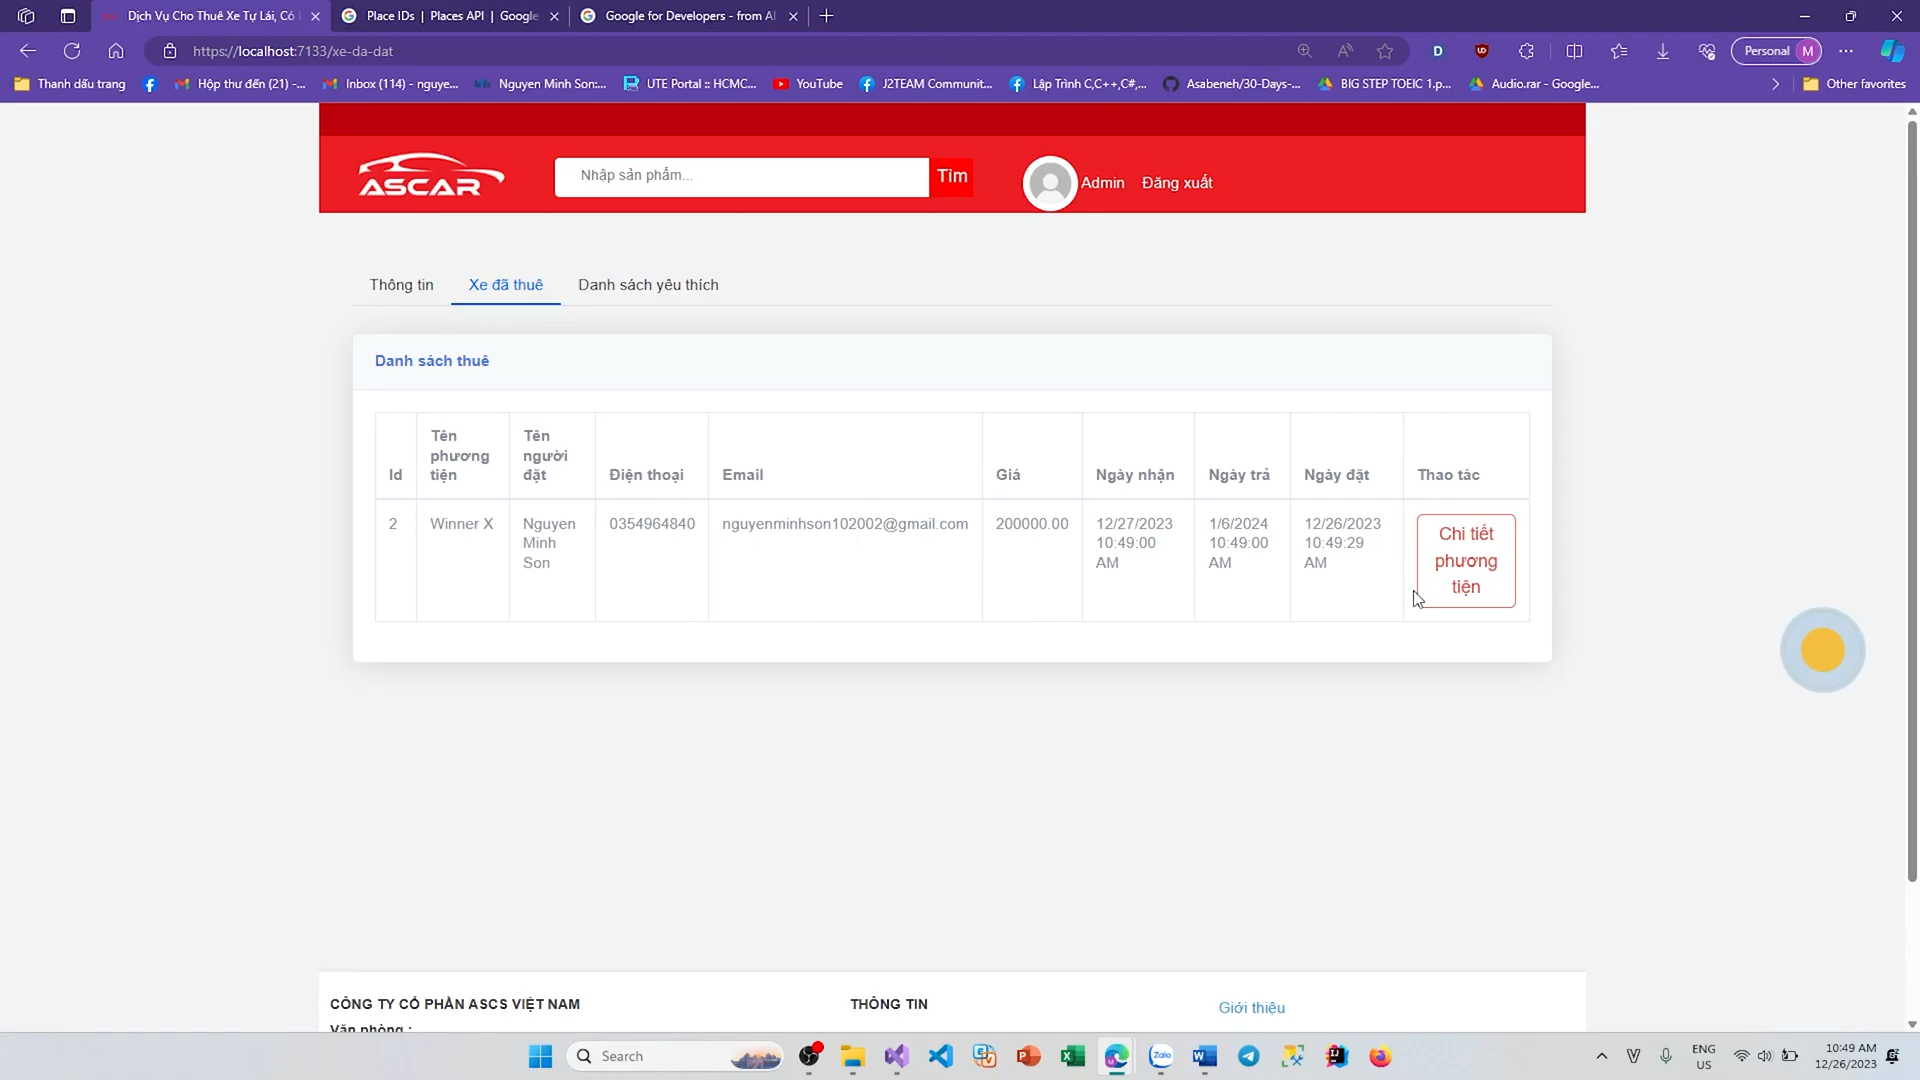 Dịch Vụ Cho Thuê Xe Tự Lái, Có
Place IDs | Places API | Google
Google for Developers - from AI
https://localhost:7133/xe-da-dat
Personal M
Thanh dấu trang
Hộp thư đến (21) -...
Inbox (114) - nguye...
Nguyen Minh Son:...
UTE Portal :: HCMC...
YouTube
J2TEAM Communit...
Lập Trình C,C++,C#,...
Asabeneh/30-Days-...
BIG STEP TOEIC 1.p...
Audio.rar - Google...
Other favorites
ASCAR
Nhập sản phẩm...
Tìm
Admin
Đăng xuất
Thông tin
Xe đã thuê
Danh sách yêu thích
Danh sách thuê
Id
Tên
phương
tiện
Tên
người
đặt
Điện thoại
Email
Giá
Ngày nhận
Ngày trả
Ngày đặt
Thao tác
2
Winner X
Nguyen
Minh
Son
0354964840
nguyenminhson102002@gmail.com
200000.00
12/27/2023
10:49:00
AM
1/6/2024
10:49:00
AM
12/26/2023
10:49:29
AM
Chi tiết
phương
tiện
CÔNG TY CỔ PHẦN ASCS VIỆT NAM
Văn phòng :
THÔNG TIN
Giới thiệu
Search
ENG
US
10:49 AM
12/26/2023